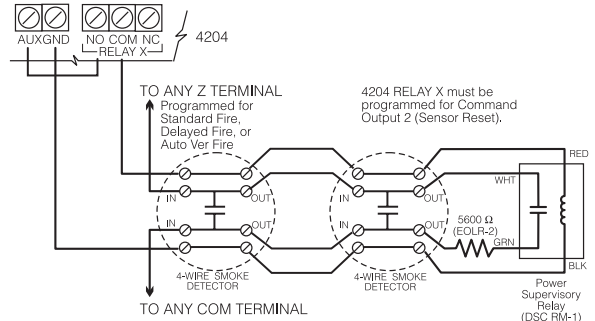 AUX GND
NO COM NC
RELAY X
4204
TO ANY Z TERMINAL
Programmed for
Standard Fire,
Delayed Fire, or
Auto Ver Fire
4204 RELAY X must be
programmed for Command
Output 2 (Sensor Reset).
RED
WHT
IN
OUT
IN
OUT
IN
OUT
IN
OUT
5600 Ω
(EOLR-2)
GRN
BLK
4-WIRE SMOKE
DETECTOR
4-WIRE SMOKE
DETECTOR
Power
Supervisory
Relay
(DSC RM-1)
TO ANY COM TERMINAL